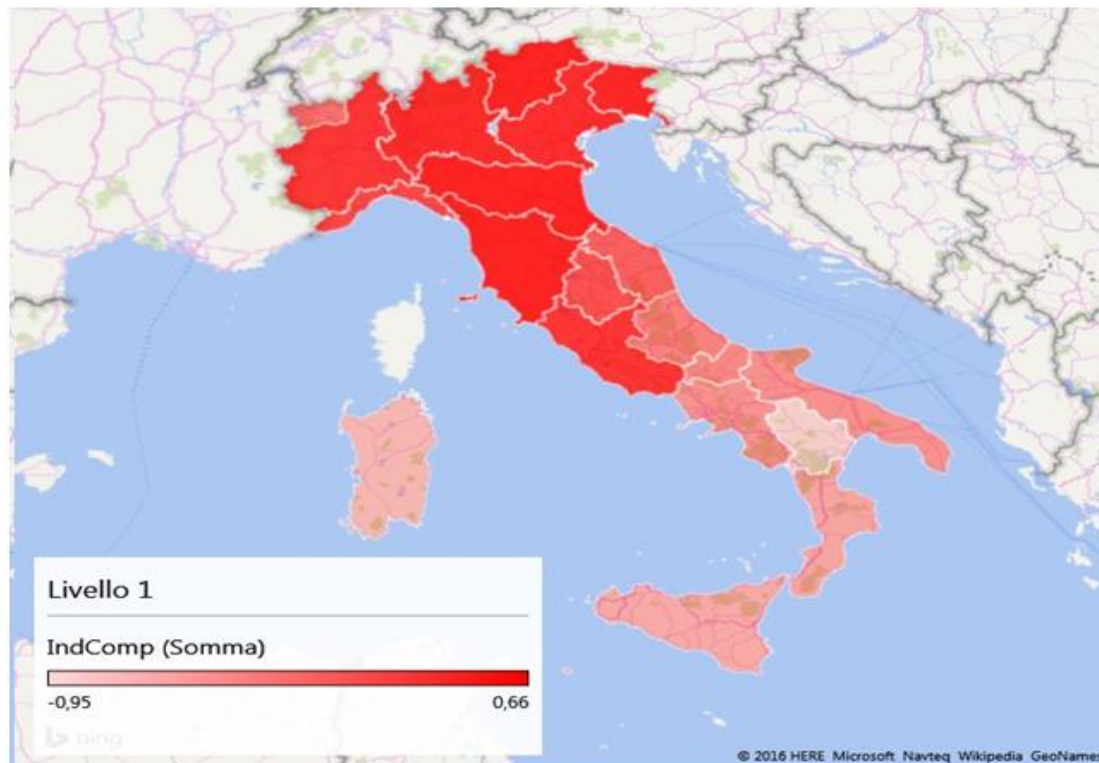 Livello 1
IndComp (Somma)
-0,95 0,66
bing
© 2016 HERE Microsoft Navteq Wikipedia GeoNames